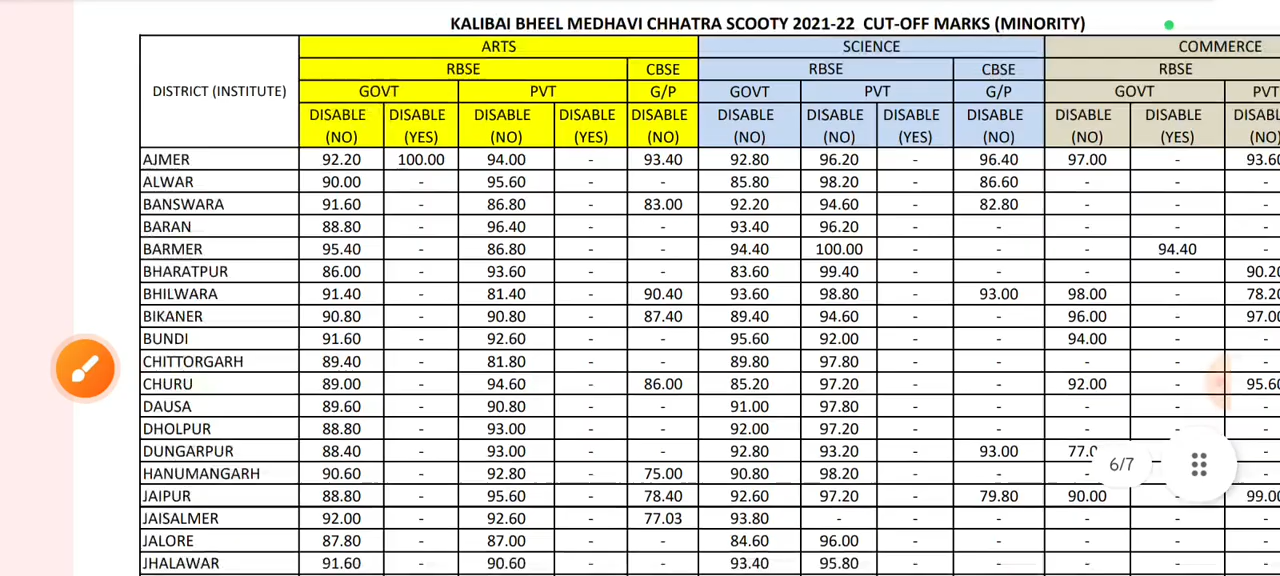 KALIBAI BHEEL MEDHAVI CHHATRA SCOOTY 2021-22 CUT-OFF MARKS (MINORITY)
ARTS SCIENCE COMMERCE
RBSE CBSE RBSE CBSE RBSE
DISTRICT (INSTITUTE) GOVT PVT G/P GOVT PVT G/P GOVT PVT
DISABLE DISABLE DISABLE DISABLE DISABLE DISABLE DISABLE DISABLE DISABLE DISABLE DISABLE
(NO) (YES) (NO) (YES) (NO) (NO) (NO) (YES) (NO) (NO) (YES) (NO)
AJMER 92.20 100.00 94.00 - 93.40 92.80 96.20 - 96.40 97.00 - 93.60
ALWAR 90.00 - 95.60 - - 85.80 98.20 - 86.60 - - -
BANSWARA 91.60 - 86.80 - 83.00 92.20 94.60 - 82.80 - - -
BARAN 88.80 - 96.40 - - 93.40 96.20 - - - - -
BARMER 95.40 - 86.80 - - 94.40 100.00 - - - 94.40 -
BHARATPUR 86.00 - 93.60 - - 83.60 99.40 - - - - 90.20
BHILWARA 91.40 - 81.40 - 90.40 93.60 98.80 - 93.00 98.00 - 78.20
BIKANER 90.80 - 90.80 - 87.40 89.40 94.60 - - 96.00 - 97.00
BUNDI 91.60 - 92.60 - - 95.60 92.00 - - 94.00 - -
CHITTORGARH 89.40 - 81.80 - - 89.80 97.80 - - - - -
CHURU 89.00 - 94.60 - 86.00 85.20 97.20 - - 92.00 - 95.60
DAUSA 89.60 - 90.80 - - 91.00 97.80 - - - - -
DHOLPUR 88.80 - 93.00 - - 92.00 97.20 - - - - -
DUNGARPUR 88.40 - 93.00 - - 92.80 93.20 - 93.00 77.0 -
HANUMANGARH 90.60 - 92.80 - 75.00 90.80 98.20 - - - -
6/7
JAIPUR 88.80 - 95.60 - 78.40 92.60 97.20 - 79.80 90.00 - 99.00
JAISALMER 92.00 - 92.60 - 77.03 93.80 - - - - - -
JALORE 87.80 - 87.00 - - 84.60 96.00 - - - - -
JHALAWAR 91.60 - 90.60 - - 93.40 95.80 - - - - -